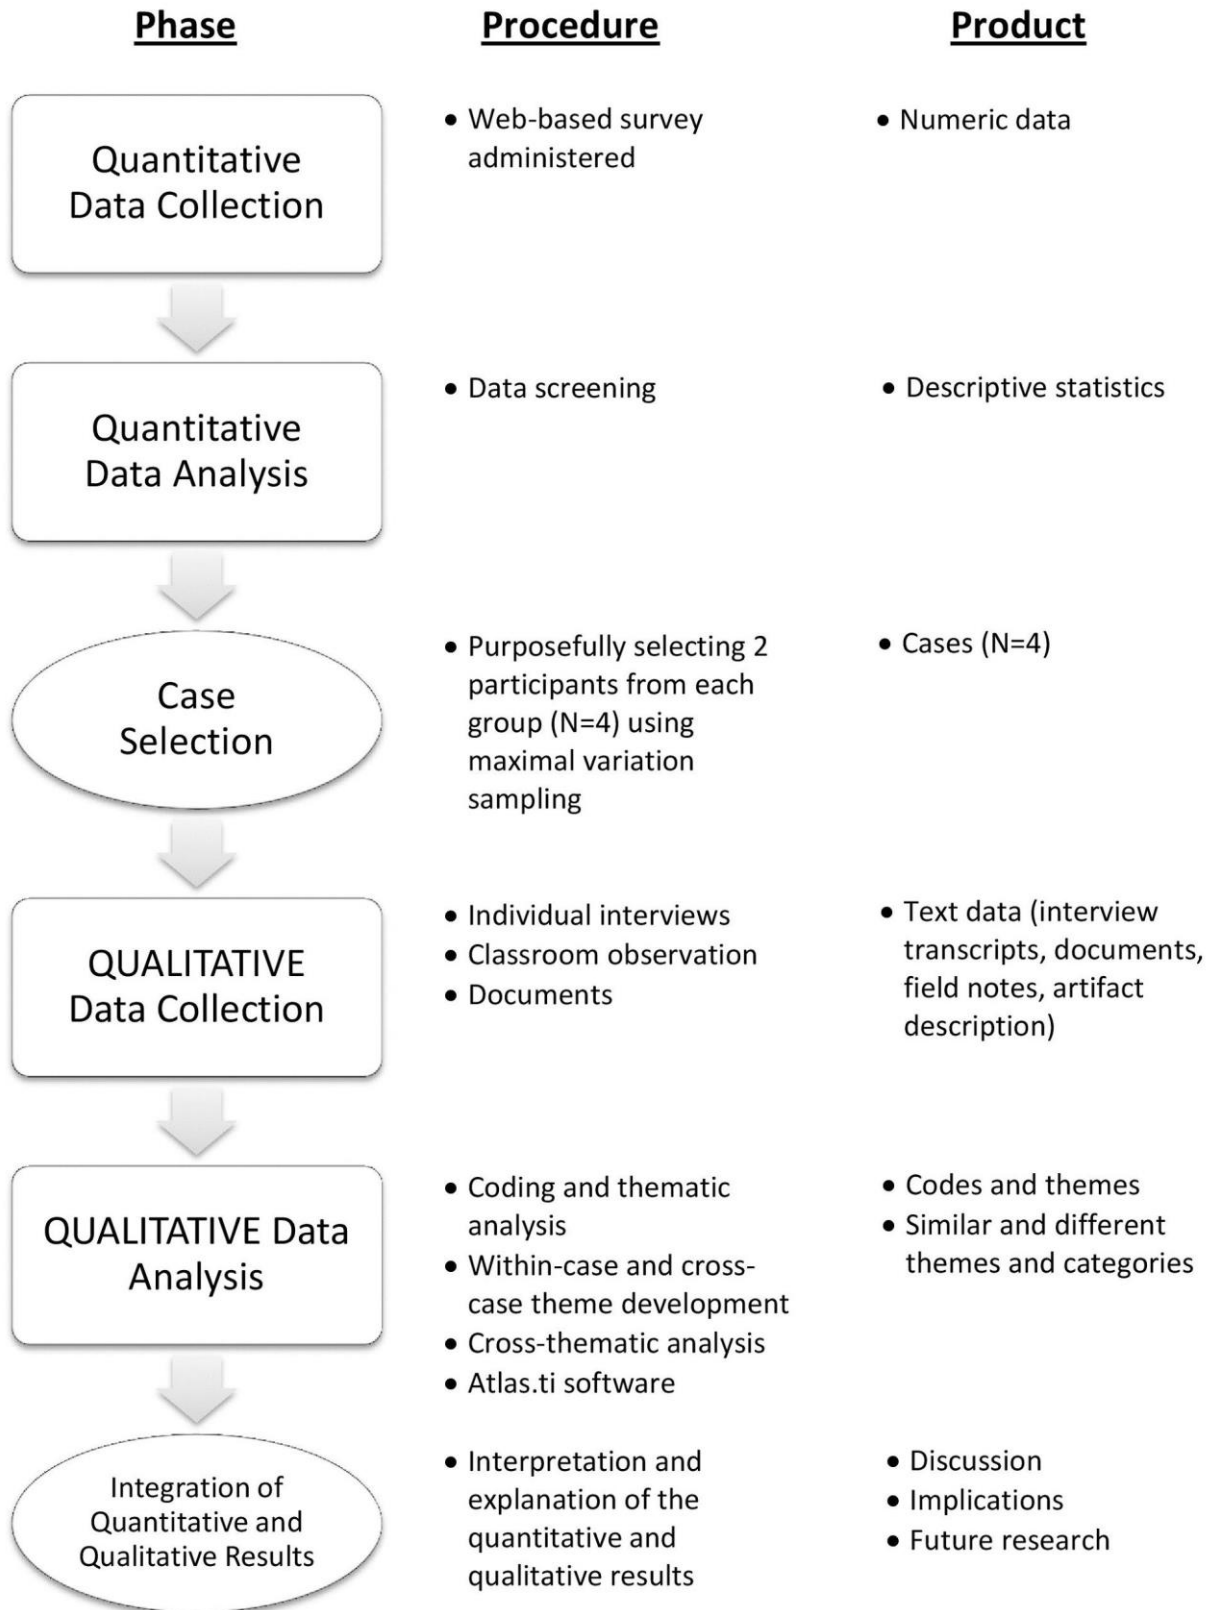 Phase
Procedure
Product
Quantitative
Data Collection
• Web-based survey
administered
• Numeric data
Quantitative
Data Analysis
• Data screening
• Descriptive statistics
Case
Selection
• Purposefully selecting 2
participants from each
group (N=4) using
maximal variation
sampling
• Cases (N=4)
QUALITATIVE
Data Collection
• Individual interviews
• Classroom observation
• Documents
• Text data (interview
transcripts, documents,
field notes, artifact
description)
QUALITATIVE Data
Analysis
• Coding and thematic
analysis
• Within-case and cross-
case theme development
• Cross-thematic analysis
• Atlas.ti software
• Codes and themes
• Similar and different
themes and categories
Integration of
Quantitative and
Qualitative Results
• Interpretation and
explanation of the
quantitative and
qualitative results
• Discussion
• Implications
• Future research